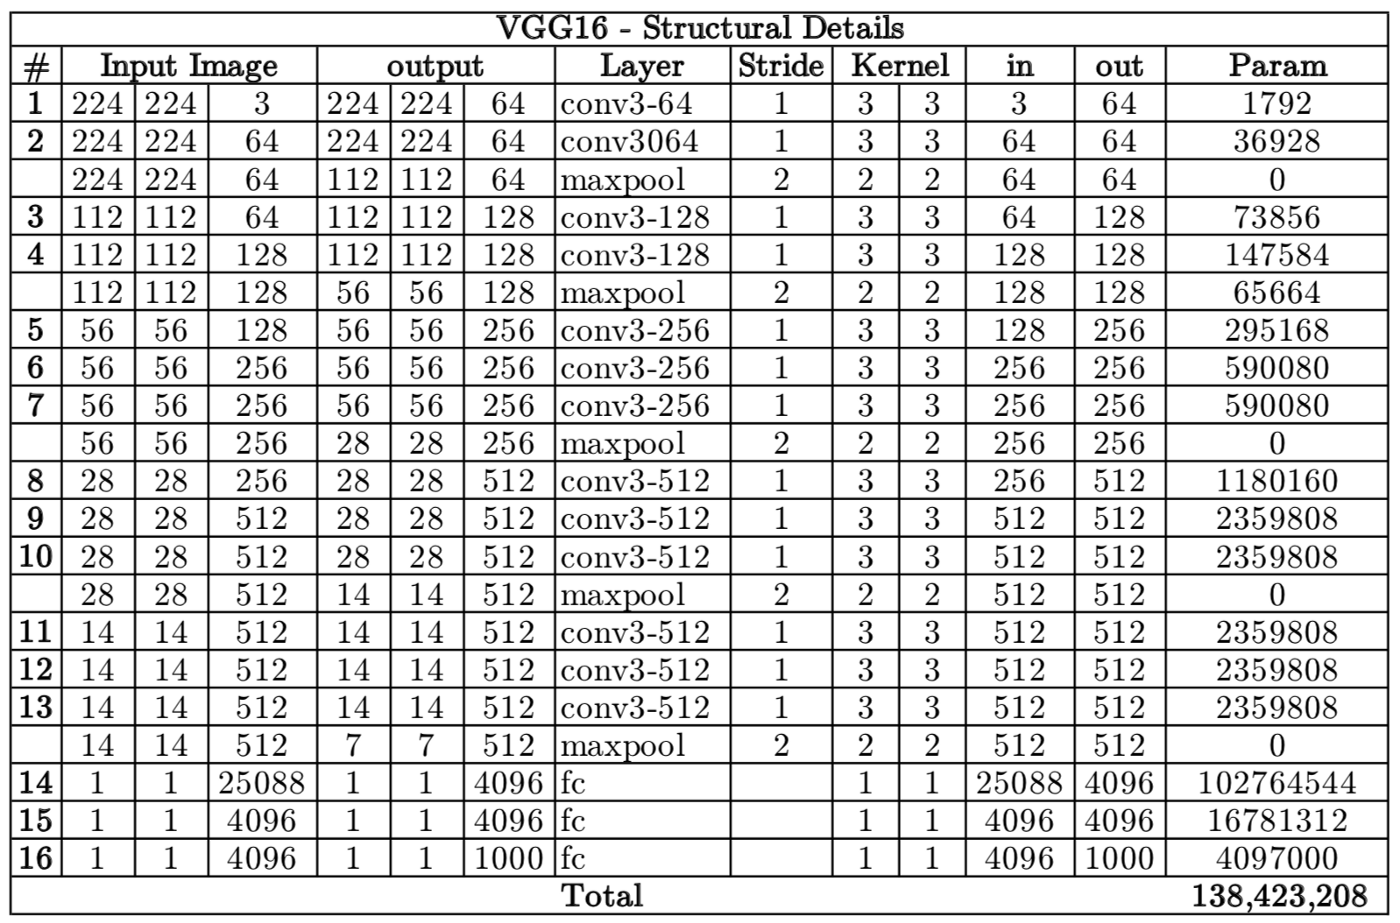 VGG16 - Structural Details
# Input Image output Layer Stride Kernel in out Param
1 224 224 3 224 224 64 conv3-64 1 3 3 3 64 1792
2 224 224 64 224 224 64 conv3064 1 3 3 64 64 36928
224 224 64 112 112 64 maxpool 2 2 2 64 64 0
3 112 112 64 112 112 128 conv3-128 1 3 3 64 128 73856
4 112 112 128 112 112 128 conv3-128 1 3 3 128 128 147584
112 112 128 56 56 128 maxpool 2 2 2 128 128 65664
5 56 56 128 56 56 256 conv3-256 1 3 3 128 256 295168
6 56 56 256 56 56 256 conv3-256 1 3 3 256 256 590080
7 56 56 256 56 56 256 conv3-256 1 3 3 256 256 590080
56 56 256 28 28 256 maxpool 2 2 2 256 256 0
8 28 28 256 28 28 512 conv3-512 1 3 3 256 512 1180160
9 28 28 512 28 28 512 conv3-512 1 3 3 512 512 2359808
10 28 28 512 28 28 512 conv3-512 1 3 3 512 512 2359808
28 28 512 14 14 512 maxpool 2 2 2 512 512 0
11 14 14 512 14 14 512 conv3-512 1 3 3 512 512 2359808
12 14 14 512 14 14 512 conv3-512 1 3 3 512 512 2359808
13 14 14 512 14 14 512 conv3-512 1 3 3 512 512 2359808
14 14 512 7 7 512 maxpool 2 2 2 512 512 0
14 1 1 25088 1 1 4096 fc 1 1 25088 4096 102764544
15 1 1 4096 1 1 4096 fc 1 1 4096 4096 16781312
16 1 1 4096 1 1 1000 fc 1 1 4096 1000 4097000
Total 138,423,208